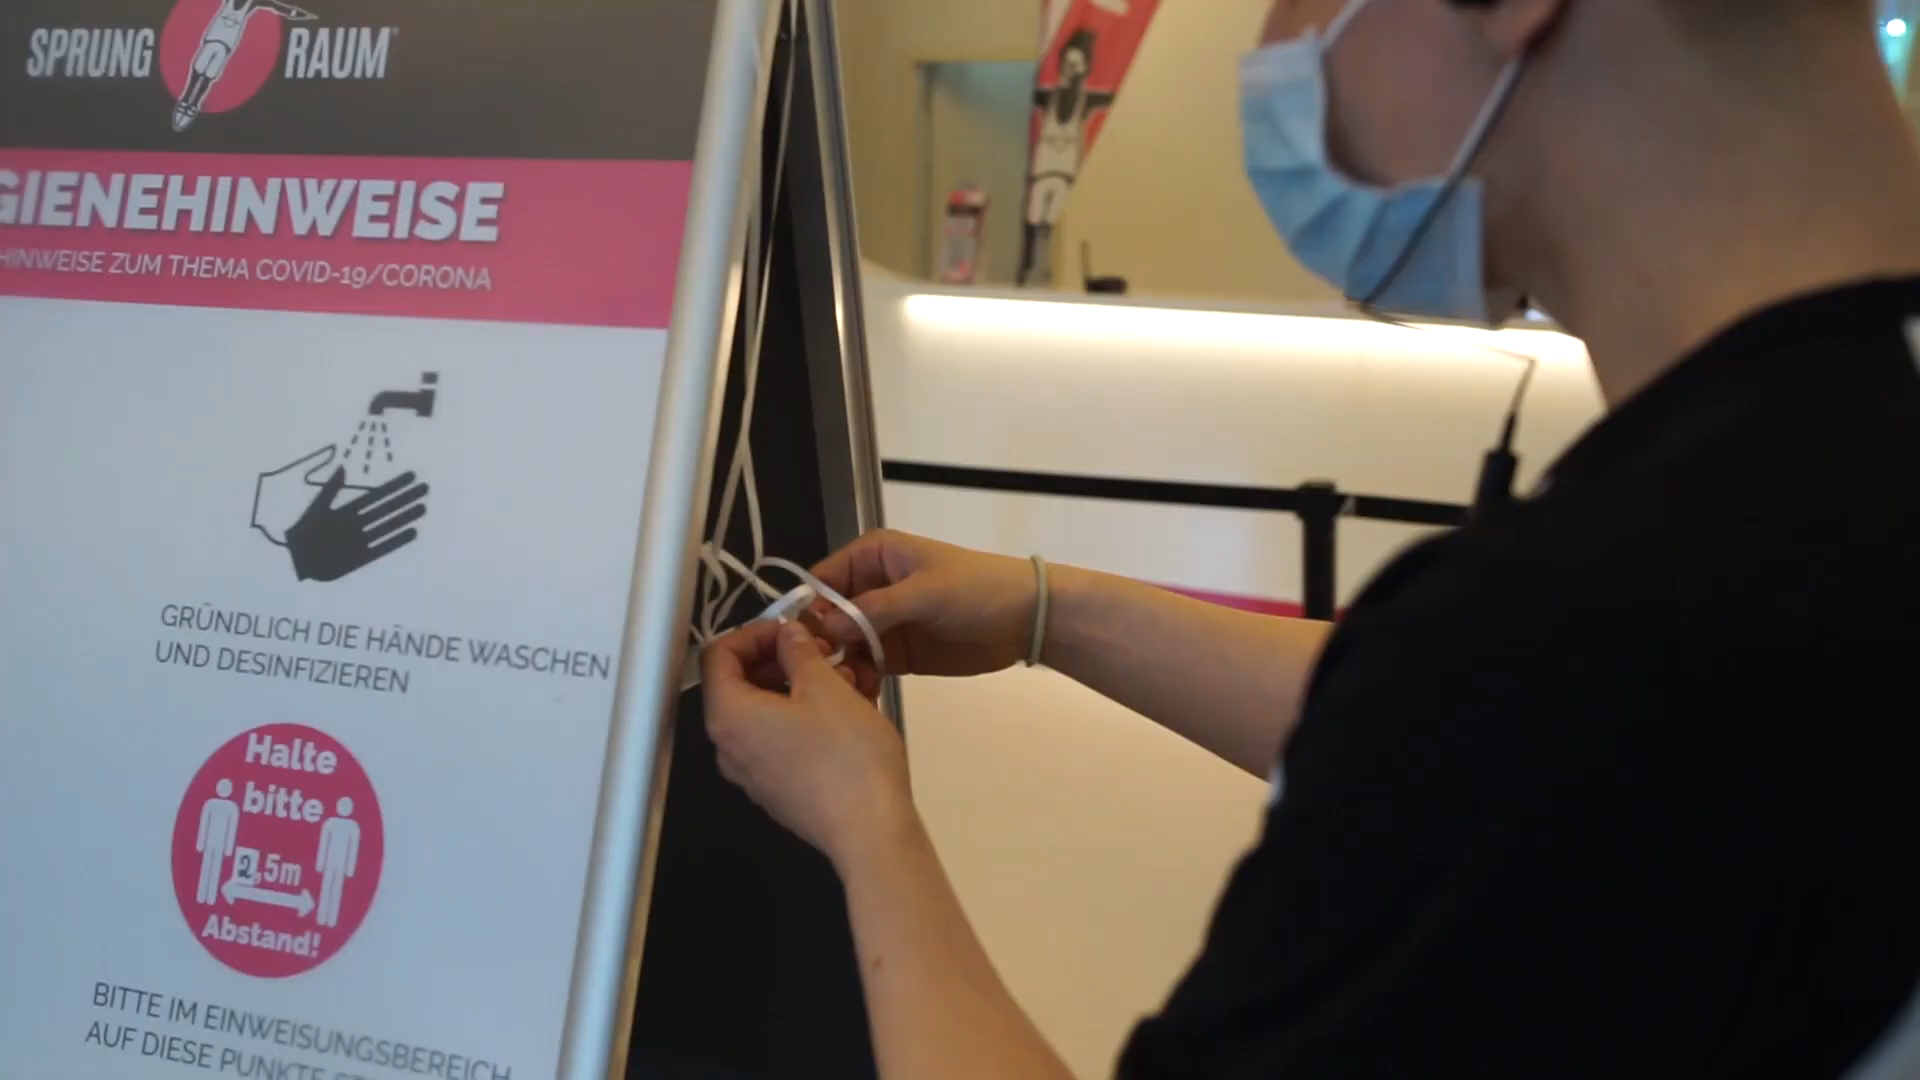 SPRUNG RAUM
GIENEHINWEISE
HINWEISE ZUM THEMA COVID-19/CORONA
GRÜNDLICH DIE HÄNDE WASCHEN
UND DESINFIZIEREN
Halte
bitte
2,5m
Abstand!
BITTE IM EINWEISUNGSBEREICH
AUF DIESE PUNKTE